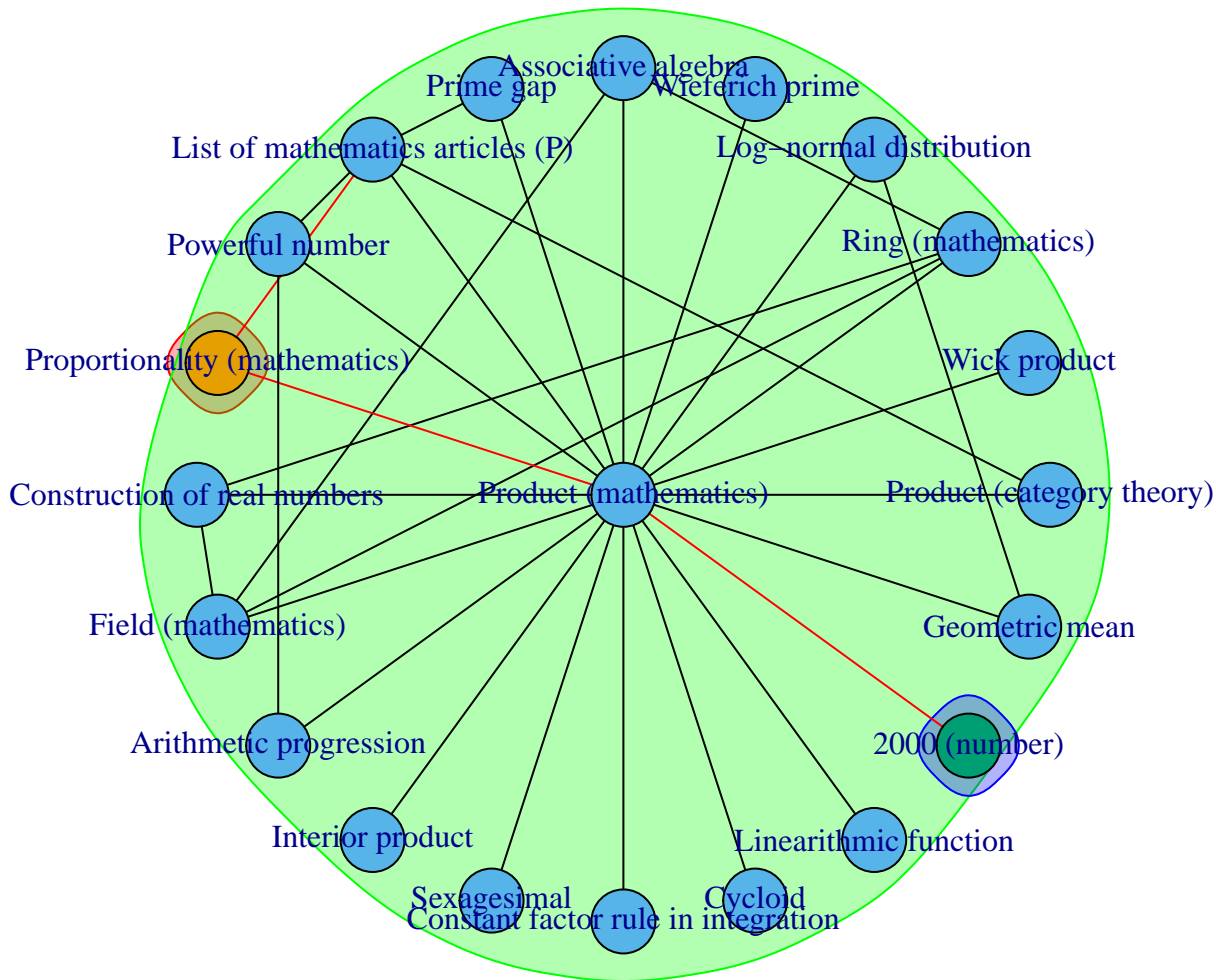 Associative algebra
Prime gap
Wieferich prime
List of mathematics articles (P)
Log−normal distribution
Powerful number
Ring (mathematics)
Proportionality (mathematics)
Wick product
Construction of real numbers
Product (mathematics)
Product (category theory)
Field (mathematics)
Geometric mean
Arithmetic progression
2000 (number)
Interior product
Linearithmic function
Sexagesimal
Cycloid
Constant factor rule in integration